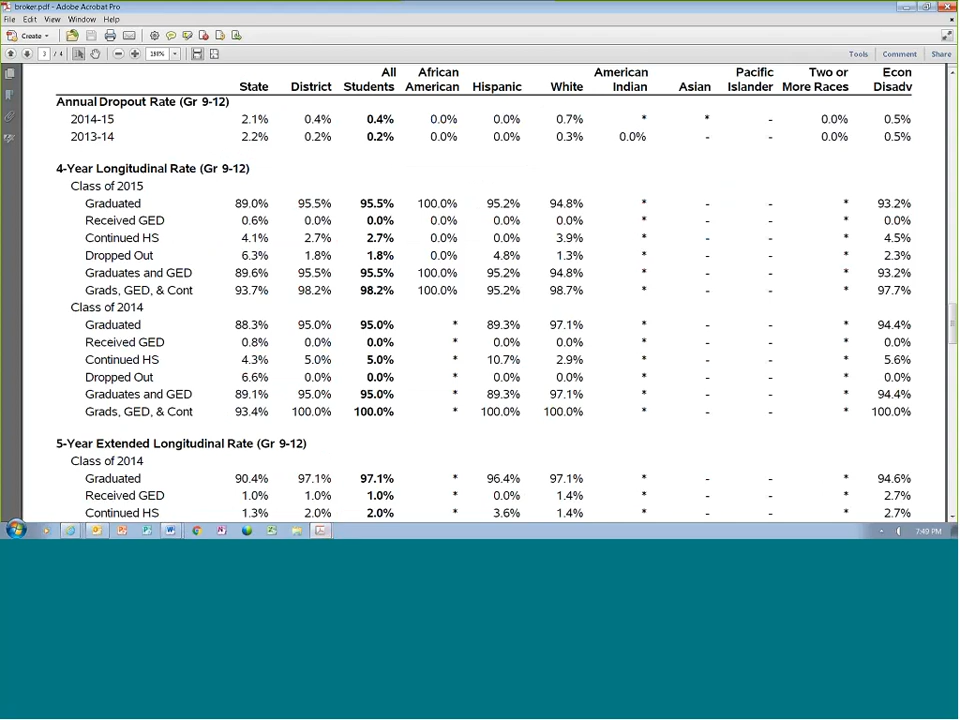 broker.pdf - Adobe Acrobat Pro
File Edit View Window Help
Create
3 / 4
Tools Comment Share
All African American Pacific Two or Econ
State District Students American Hispanic White Indian Asian Islander More Races Disadv
Annual Dropout Rate (Gr 9-12)
2014-15 2.1% 0.4% 0.4% 0.0% 0.0% 0.7% * * - 0.0% 0.5%
2013-14 2.2% 0.2% 0.2% 0.0% 0.0% 0.3% 0.0% - - 0.0% 0.5%
4-Year Longitudinal Rate (Gr 9-12)
Class of 2015
Graduated 89.0% 95.5% 95.5% 100.0% 95.2% 94.8% * - - * 93.2%
Received GED 0.6% 0.0% 0.0% 0.0% 0.0% 0.0% * - - * 0.0%
Continued HS 4.1% 2.7% 2.7% 0.0% 0.0% 3.9% * - - * 4.5%
Dropped Out 6.3% 1.8% 1.8% 0.0% 4.8% 1.3% * - - * 2.3%
Graduates and GED 89.6% 95.5% 95.5% 100.0% 95.2% 94.8% * - - * 93.2%
Grads, GED, & Cont 93.7% 98.2% 98.2% 100.0% 95.2% 98.7% * - - * 97.7%
Class of 2014
Graduated 88.3% 95.0% 95.0% * 89.3% 97.1% * - - * 94.4%
Received GED 0.8% 0.0% 0.0% * 0.0% 0.0% * - - * 0.0%
Continued HS 4.3% 5.0% 5.0% * 10.7% 2.9% * - - * 5.6%
Dropped Out 6.6% 0.0% 0.0% * 0.0% 0.0% * - - * 0.0%
Graduates and GED 89.1% 95.0% 95.0% * 89.3% 97.1% * - - * 94.4%
Grads, GED, & Cont 93.4% 100.0% 100.0% * 100.0% 100.0% * - - * 100.0%
5-Year Extended Longitudinal Rate (Gr 9-12)
Class of 2014
Graduated 90.4% 97.1% 97.1% * 96.4% 97.1% * - - * 94.6%
Received GED 1.0% 1.0% 1.0% * 0.0% 1.4% * - - * 2.7%
Continued HS 1.3% 2.0% 2.0% * 3.6% 1.4% * - - * 2.7%
7:49 PM